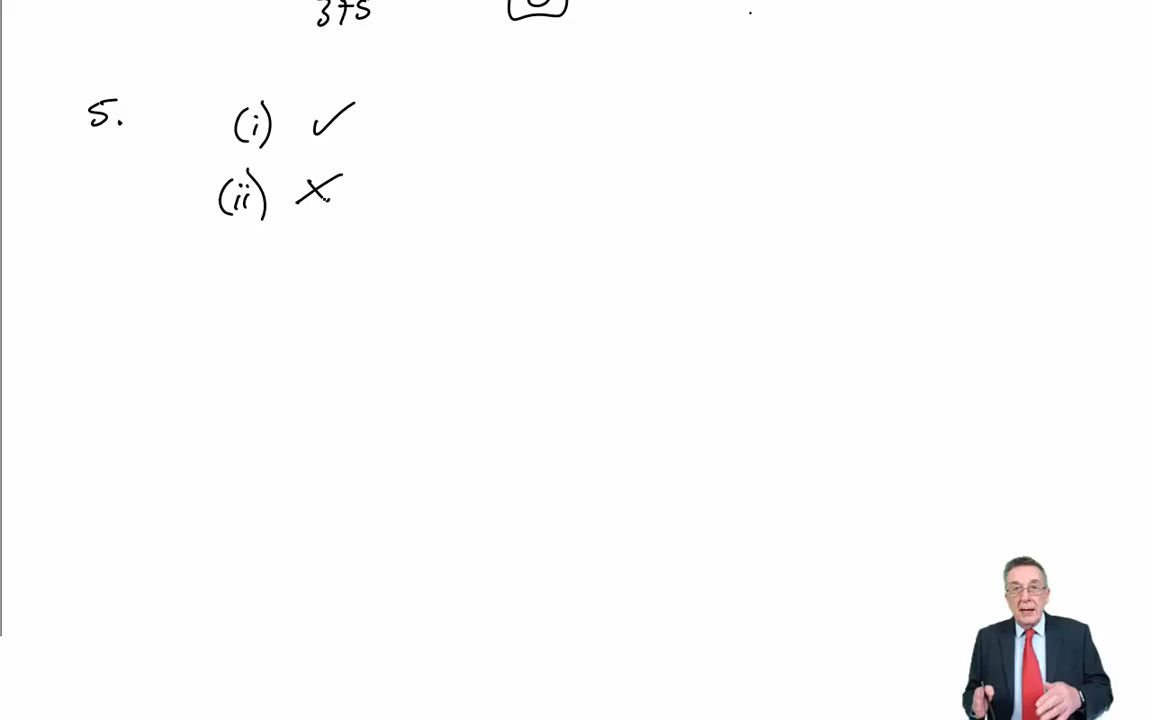 375
5. (i) ✓
(ii) ✗